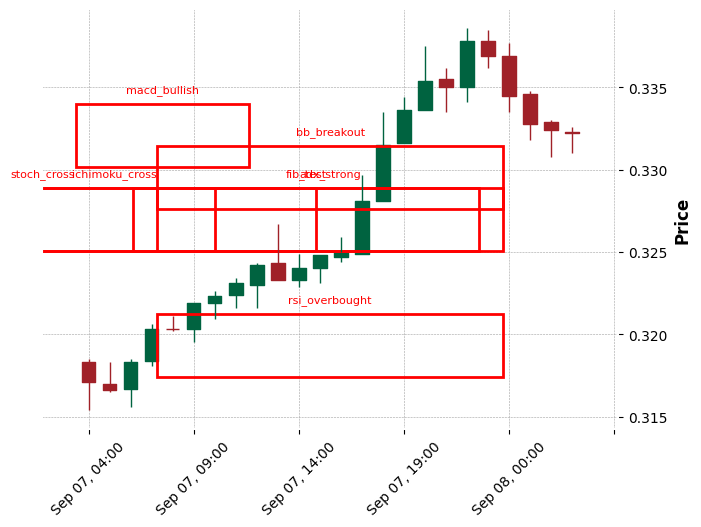 macd_bullish
0.335
bb_breakout
0.330
stoch_cross
ichimoku_cross
0.325
Price
rsi_overbought
0.320
0.315
Sep 07, 04:00
Sep 07, 09:00
Sep 07, 14:00
Sep 07, 19:00
Sep 08, 00:00